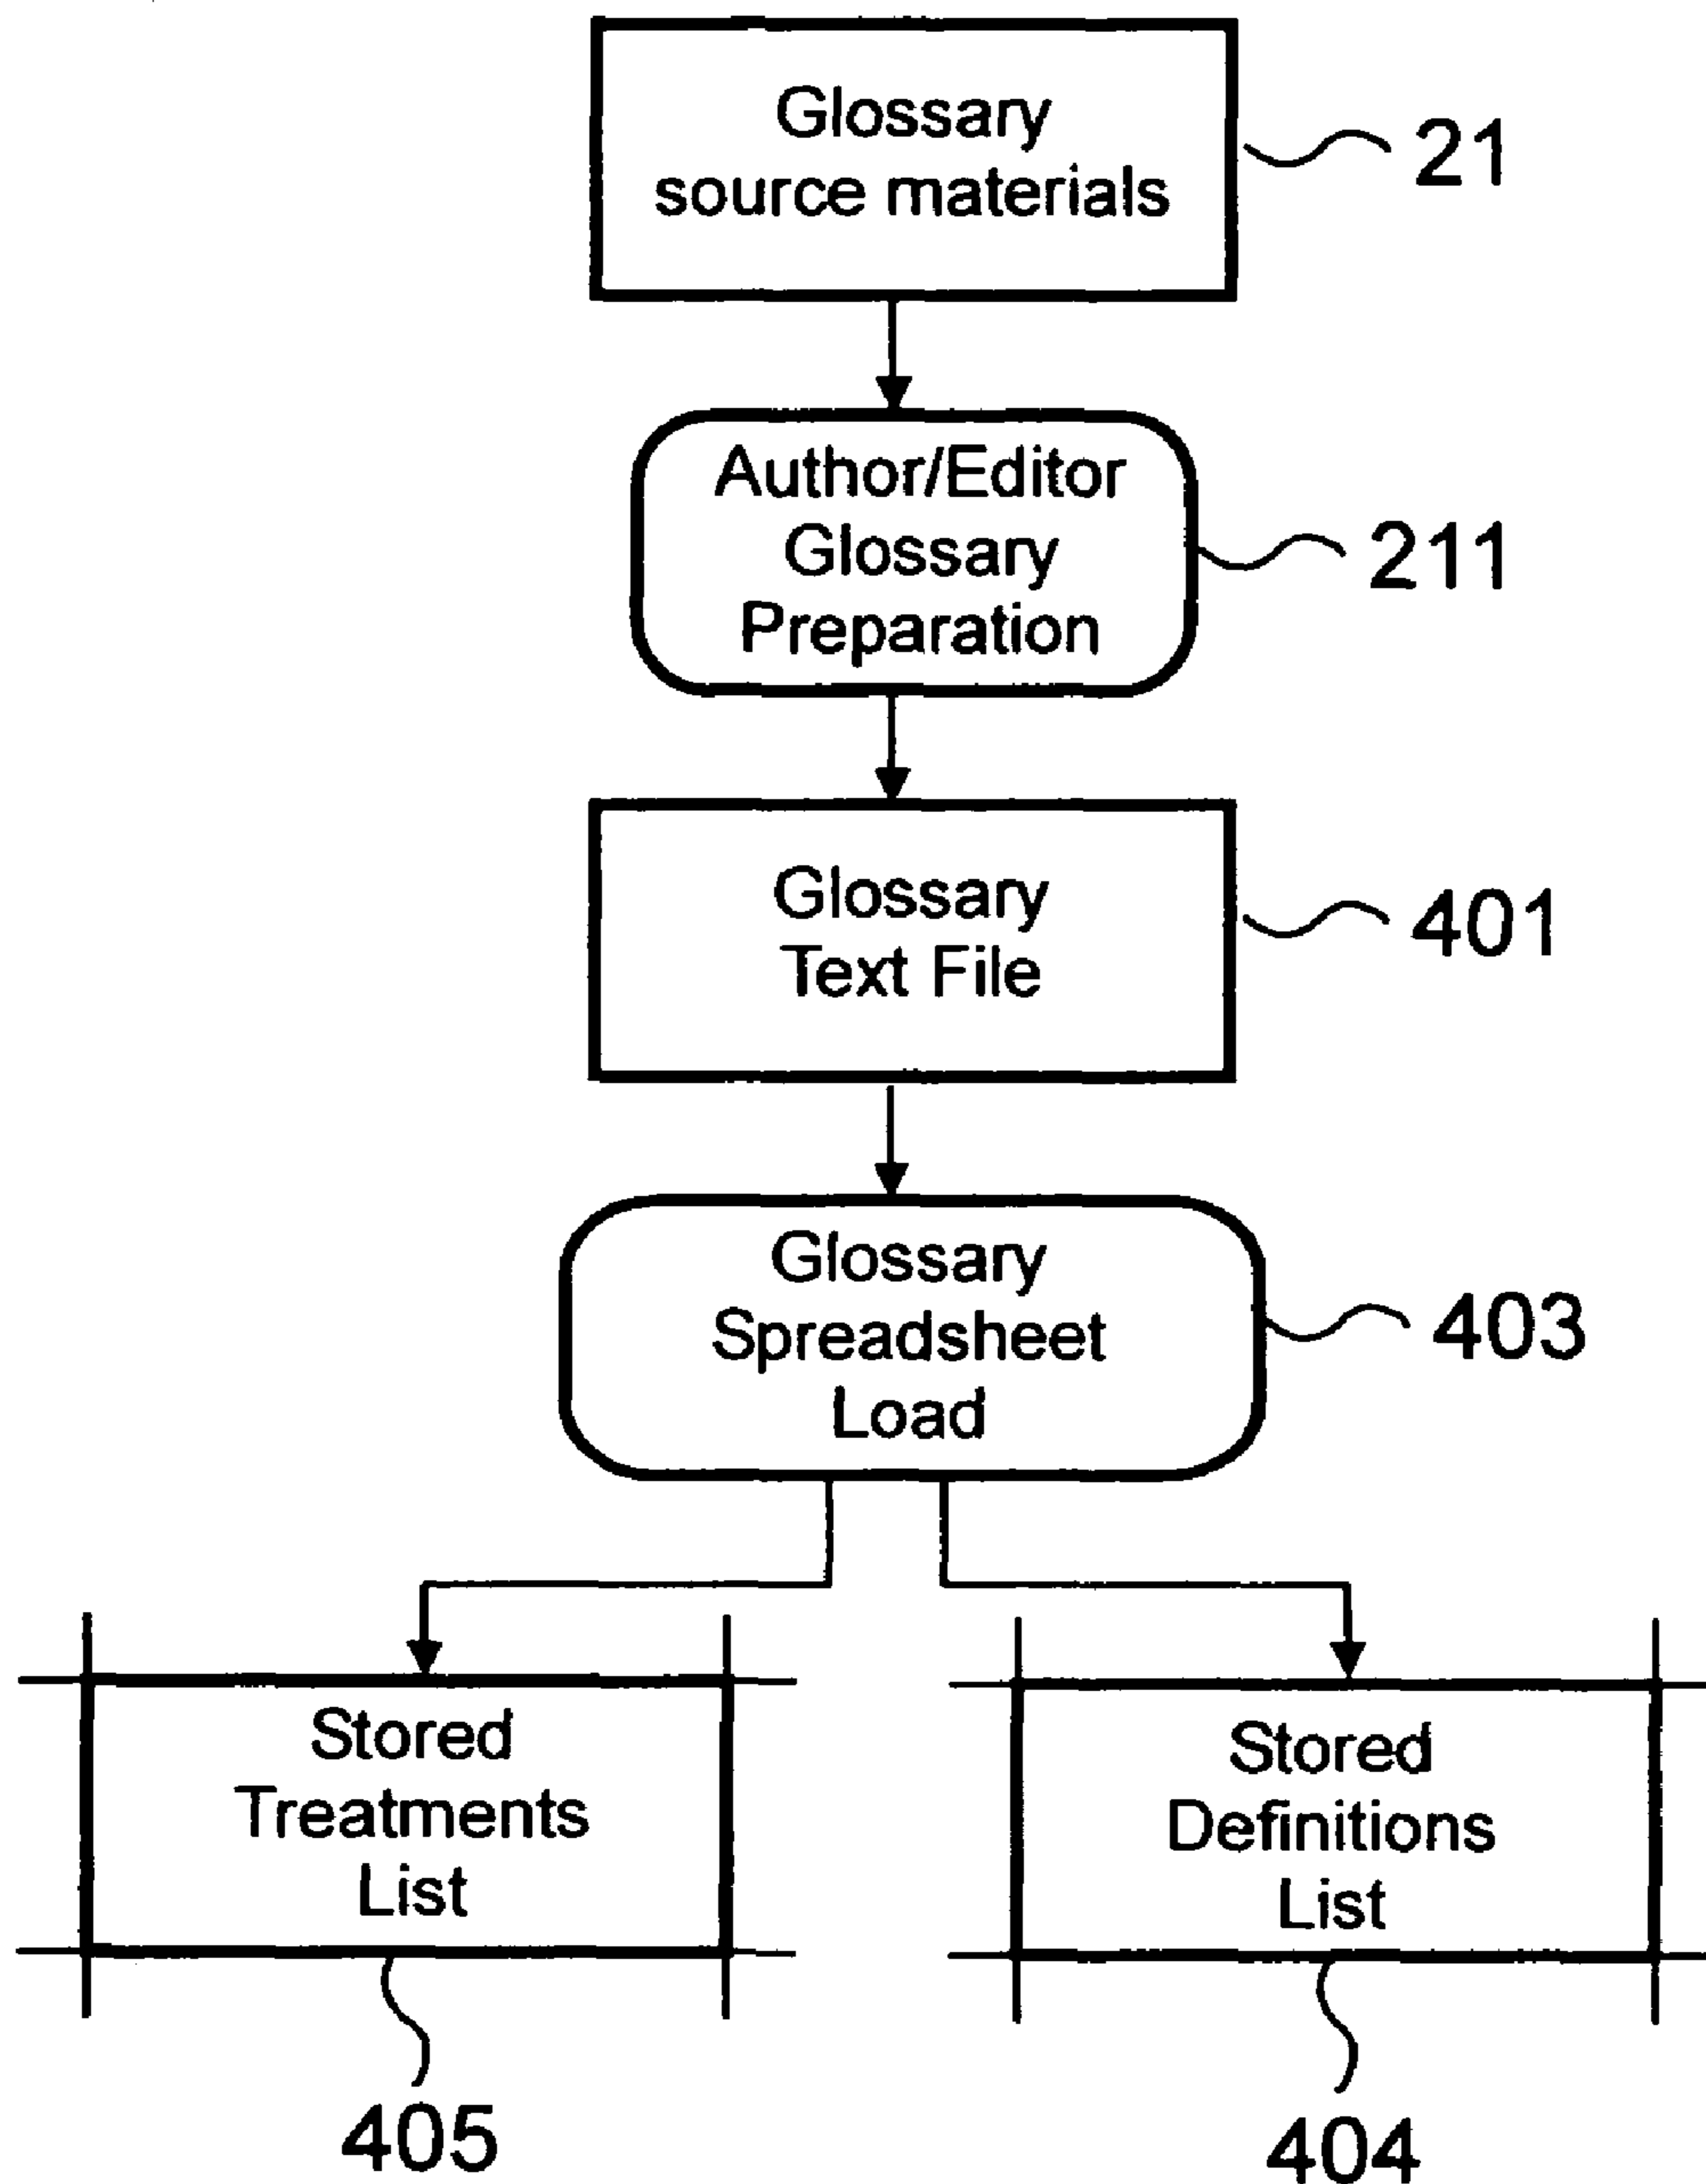 Glossary
source materials
21
Author/Editor
Glossary
Preparation
211
Glossary
Text File
401
Glossary
Spreadsheet
Load
403
Stored
Treatments
List
405
Stored
Definitions
List
404